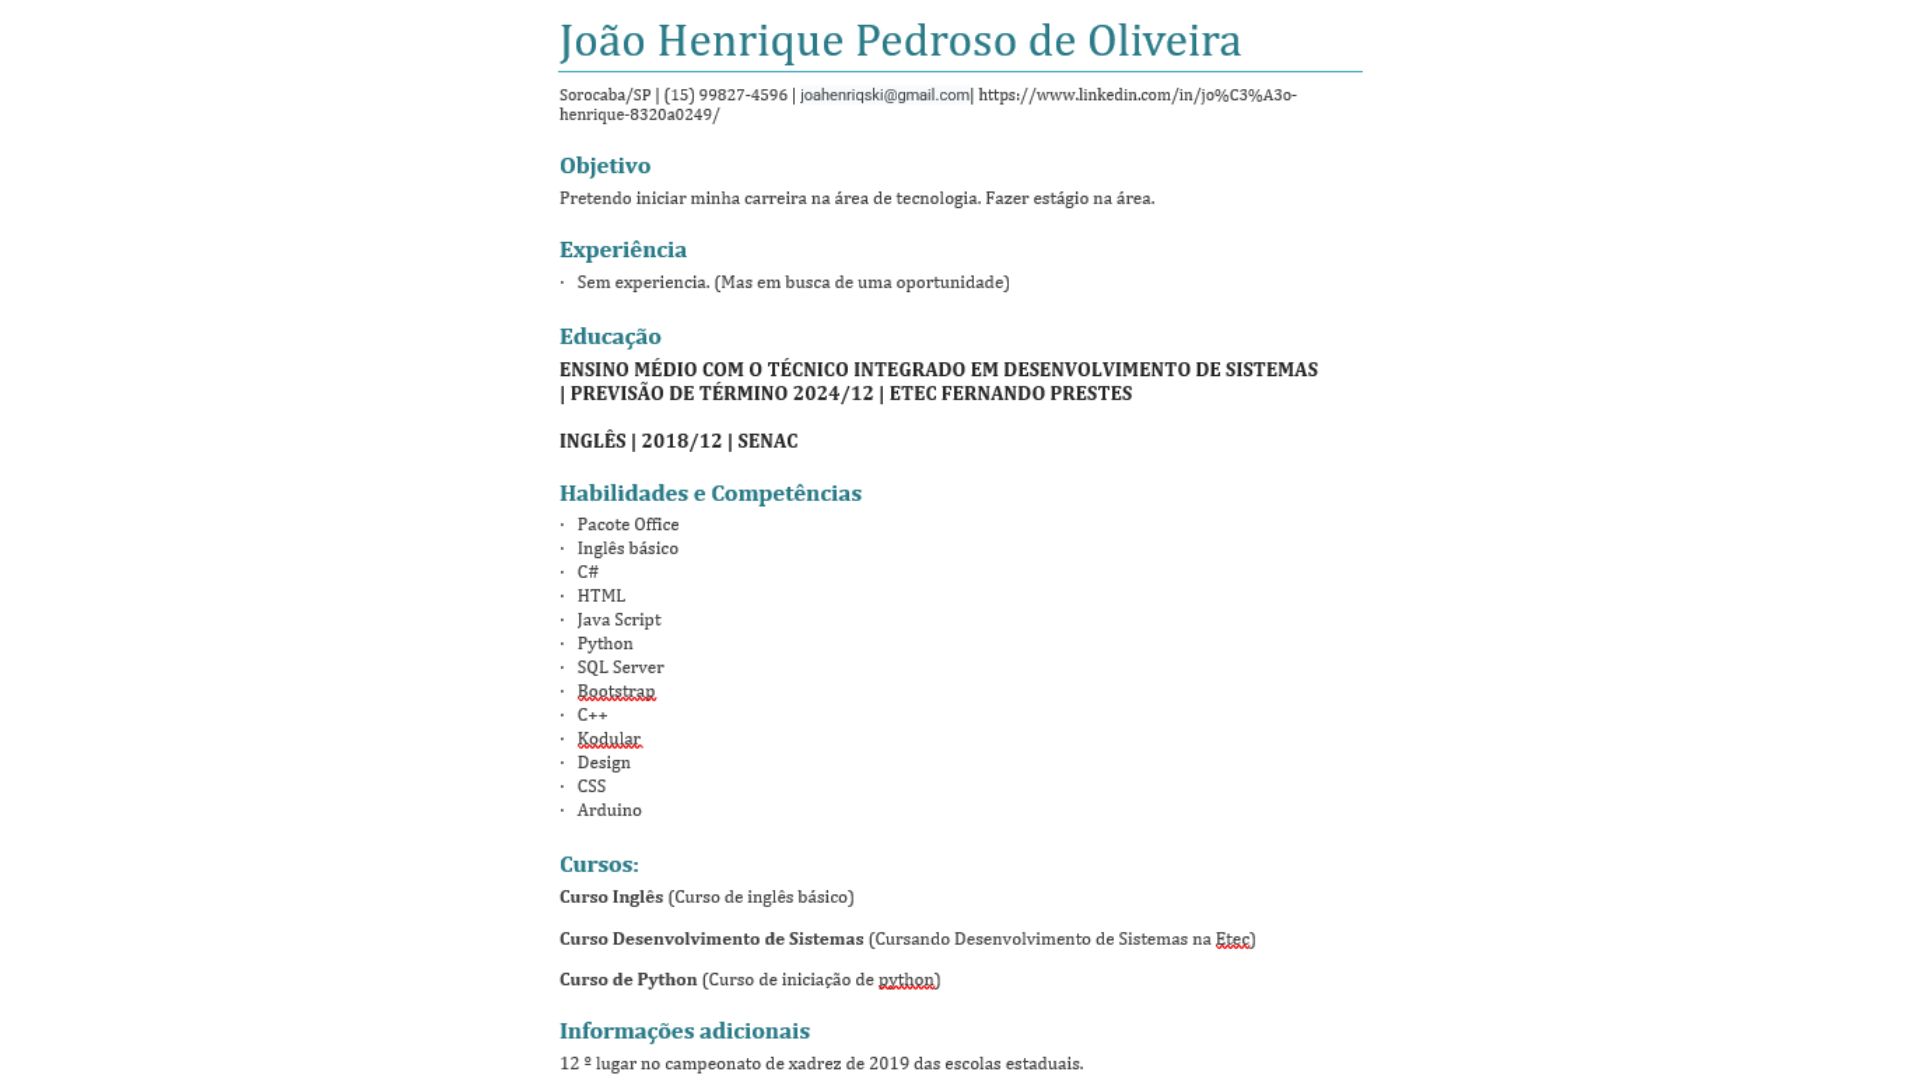 João Henrique Pedroso de Oliveira
Sorocaba/SP | (15) 99827-4596 | joahenriqski@gmail.com| https://www.linkedin.com/in/jo%C3%A3o-
henrique-8320a0249/
Objetivo
Pretendo iniciar minha carreira na área de tecnologia. Fazer estágio na área.
Experiência
· Sem experiencia. (Mas em busca de uma oportunidade)
Educação
ENSINO MÉDIO COM O TÉCNICO INTEGRADO EM DESENVOLVIMENTO DE SISTEMAS
| PREVISÃO DE TÉRMINO 2024/12 | ETEC FERNANDO PRESTES
INGLÊS | 2018/12 | SENAC
Habilidades e Competências
· Pacote Office
· Inglês básico
· C#
· HTML
· Java Script
· Python
· SQL Server
· Bootstrap
· C++
· Kodular
· Design
· CSS
· Arduino
Cursos:
Curso Inglês (Curso de inglês básico)
Curso Desenvolvimento de Sistemas (Cursando Desenvolvimento de Sistemas na Etec)
Curso de Python (Curso de iniciação de python)
Informações adicionais
12 º lugar no campeonato de xadrez de 2019 das escolas estaduais.